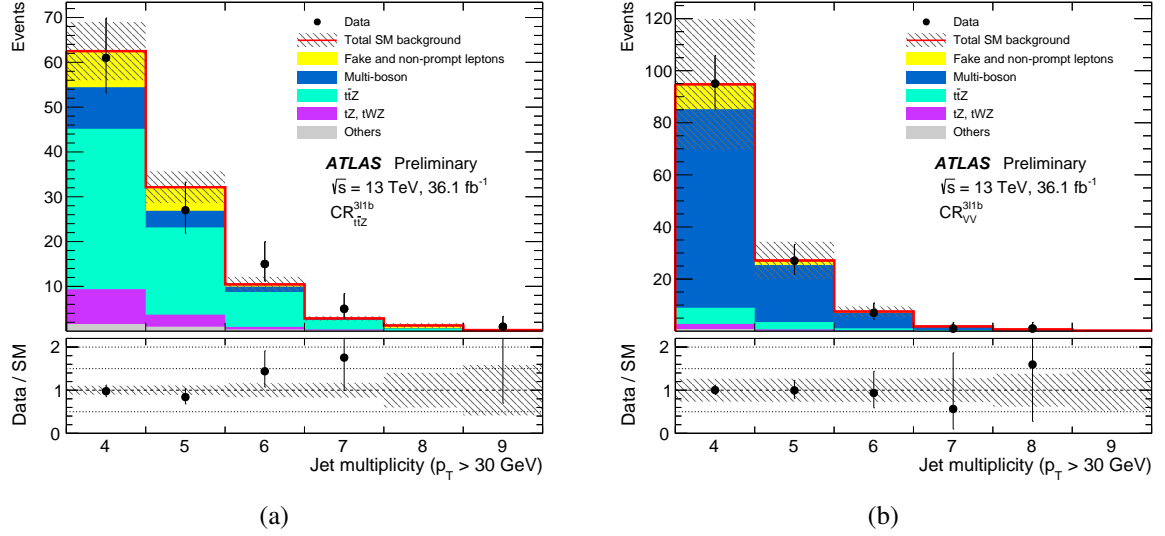 Events
70
60
50
40
30
20
10
Data
Total SM background
Fake and non-prompt leptons
Multi-boson
tt̄Z
tZ, tWZ
Others
ATLAS Preliminary
√s = 13 TeV, 36.1 fb⁻¹
CR³ˡ¹ᵇ tt̄Z
Data / SM
2
1
0
4 5 6 7 8 9
Jet multiplicity (p_T > 30 GeV)
(a)
Events
120
100
80
60
40
20
Data
Total SM background
Fake and non-prompt leptons
Multi-boson
tt̄Z
tZ, tWZ
Others
ATLAS Preliminary
√s = 13 TeV, 36.1 fb⁻¹
CR³ˡ¹ᵇ VV
Data / SM
2
1
0
4 5 6 7 8 9
Jet multiplicity (p_T > 30 GeV)
(b)